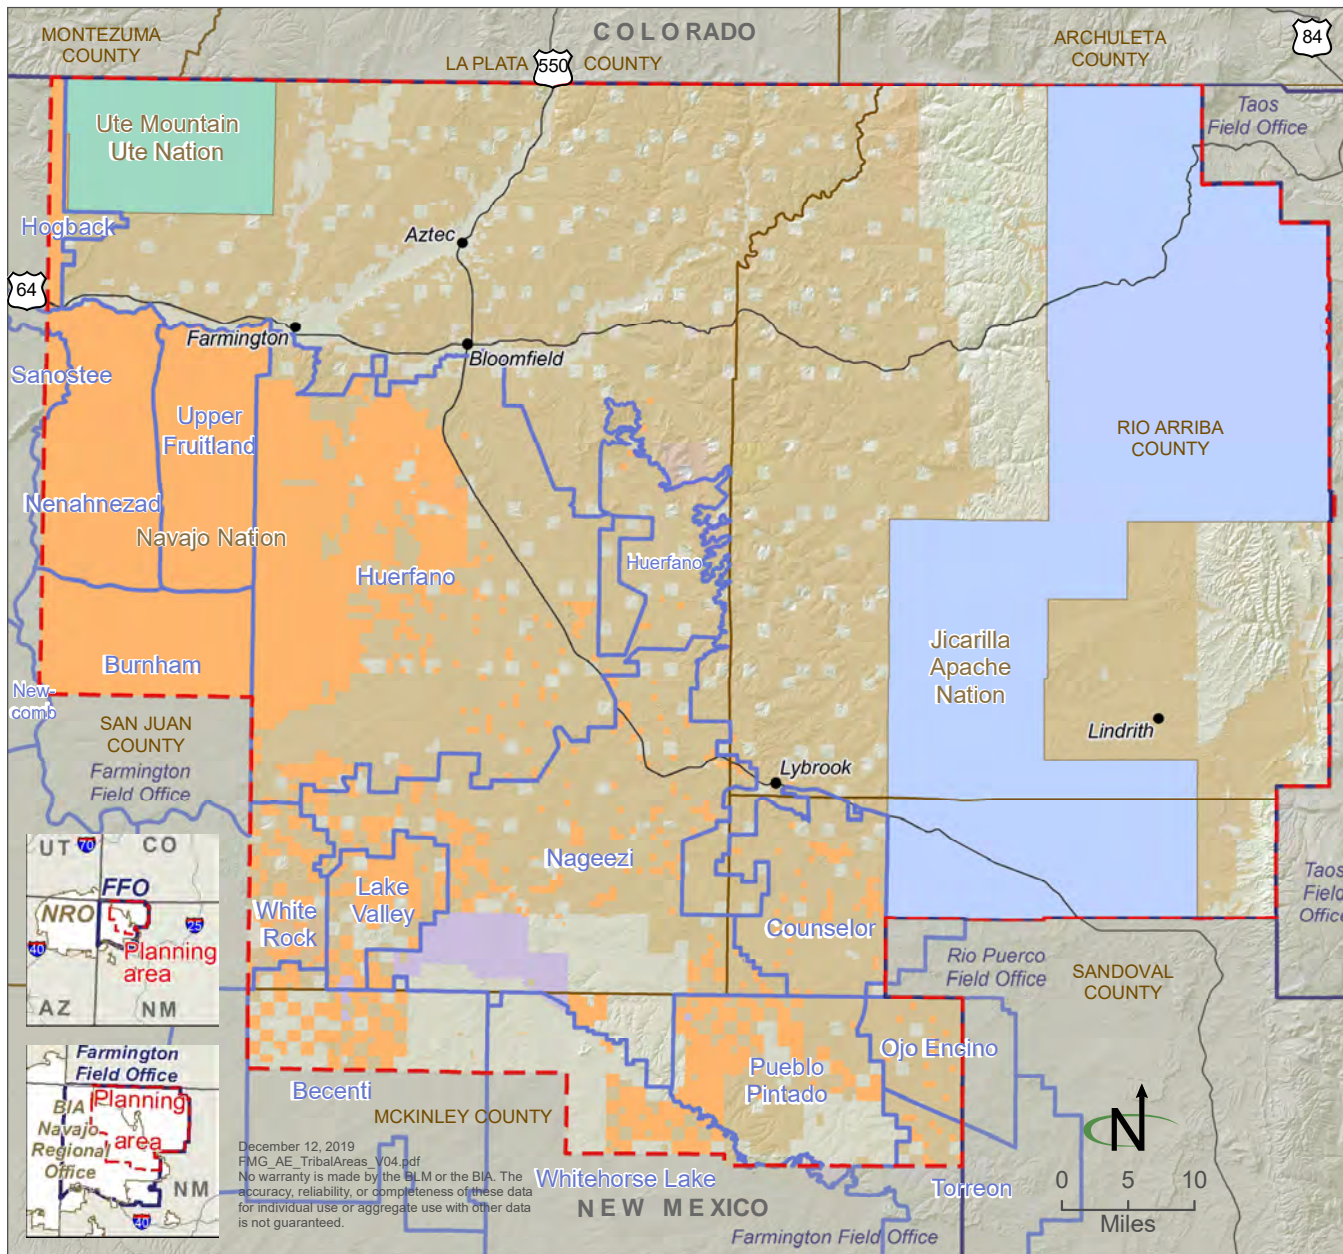 COLORADO
MONTEZUMA
COUNTY
LA PLATA
550
COUNTY
ARCHULETA
COUNTY
84
Taos
Field Office
Ute Mountain
Ute Nation
Hogback
Aztec
64
Farmington
Bloomfield
Sanostee
Upper
Fruitland
RIO ARRIBA
COUNTY
Nenahnezad
Navajo Nation
Huerfano
Huerfano
Burnham
Jicarilla
Apache
Nation
New-
comb
SAN JUAN
COUNTY
Farmington
Field Office
Lindrith
Lybrook
Nageezi
Lake
Valley
White
Rock
Counselor
Taos
Field
Office
UT
70
CO
FFO
NRO
25
40
Planning
area
AZ
NM
Rio Puerco
Field Office
SANDOVAL
COUNTY
Ojo Encino
Pueblo
Pintado
Becenti
MCKINLEY COUNTY
Farmington
Field Office
Planning
area
BIA
Navajo
Regional
Office
NM
40
December 12, 2019
FMG_AE_TribalAreas_V04.pdf
No warranty is made by the BLM or the BIA. The
accuracy, reliability, or completeness of these data
for individual use or aggregate use with other data
is not guaranteed.
Whitehorse Lake
NEW MEXICO
Torreon
Farmington Field Office
N
0 5 10
Miles